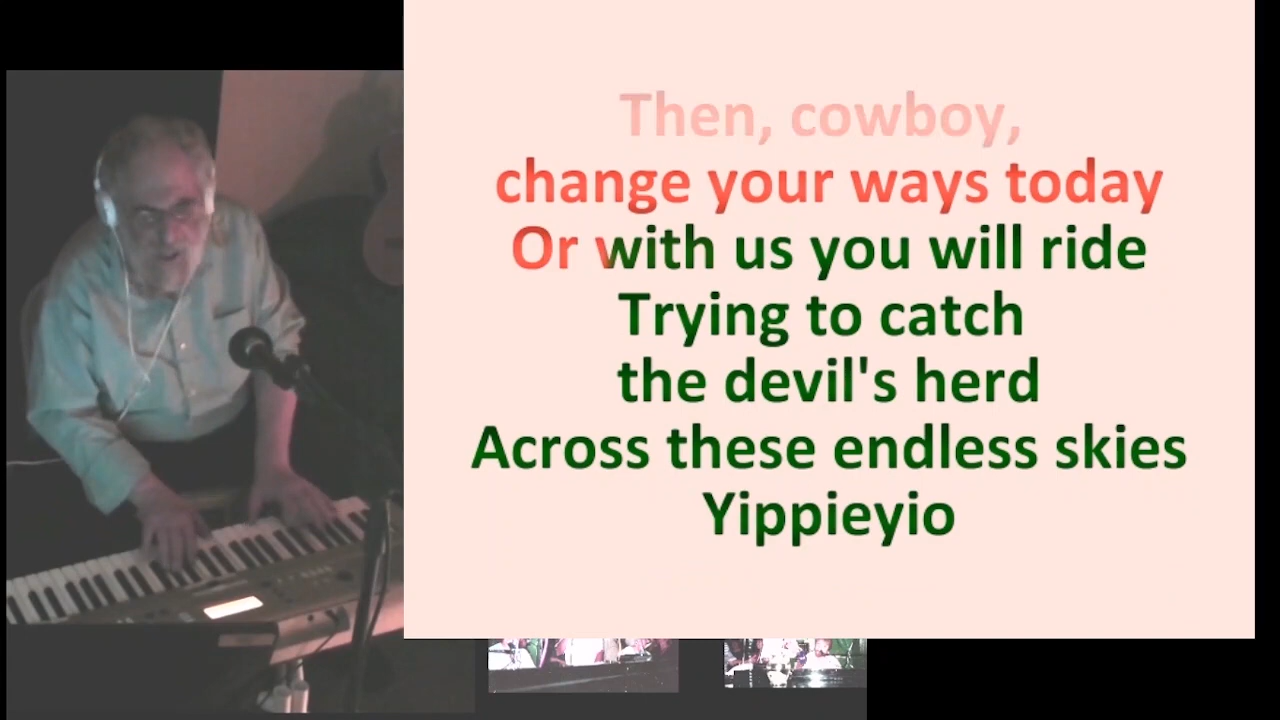 Then, cowboy,
change your ways today
Or with us you will ride
Trying to catch
the devil's herd
Across these endless skies
Yippieyio